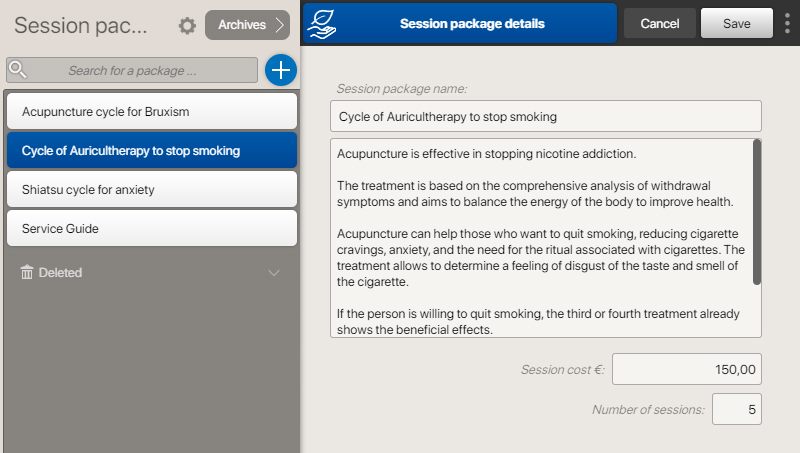 Session pac...
Archives
Search for a package ...
Acupuncture cycle for Bruxism
Cycle of Auricultherapy to stop smoking
Shiatsu cycle for anxiety
Service Guide
Deleted
Session package details
Cancel
Save
Session package name:
Cycle of Auricultherapy to stop smoking
Acupuncture is effective in stopping nicotine addiction.
The treatment is based on the comprehensive analysis of withdrawal
symptoms and aims to balance the energy of the body to improve health.
Acupuncture can help those who want to quit smoking, reducing cigarette
cravings, anxiety, and the need for the ritual associated with cigarettes. The
treatment allows to determine a feeling of disgust of the taste and smell of
the cigarette.
If the person is willing to quit smoking, the third or fourth treatment already
shows the beneficial effects.
Session cost €: 150,00
Number of sessions: 5